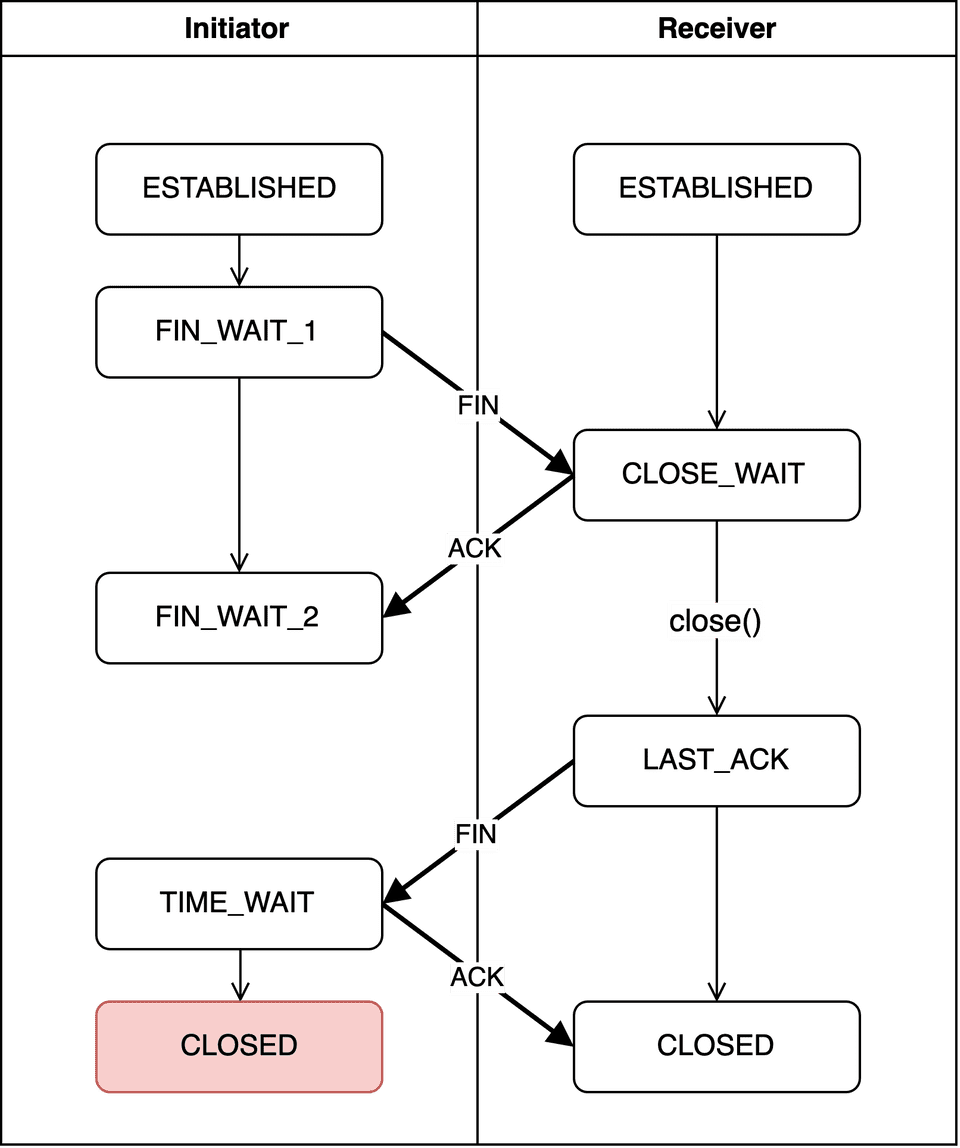 Initiator
Receiver
ESTABLISHED
ESTABLISHED
FIN_WAIT_1
FIN
CLOSE_WAIT
ACK
FIN_WAIT_2
close()
LAST_ACK
FIN
TIME_WAIT
ACK
CLOSED
CLOSED